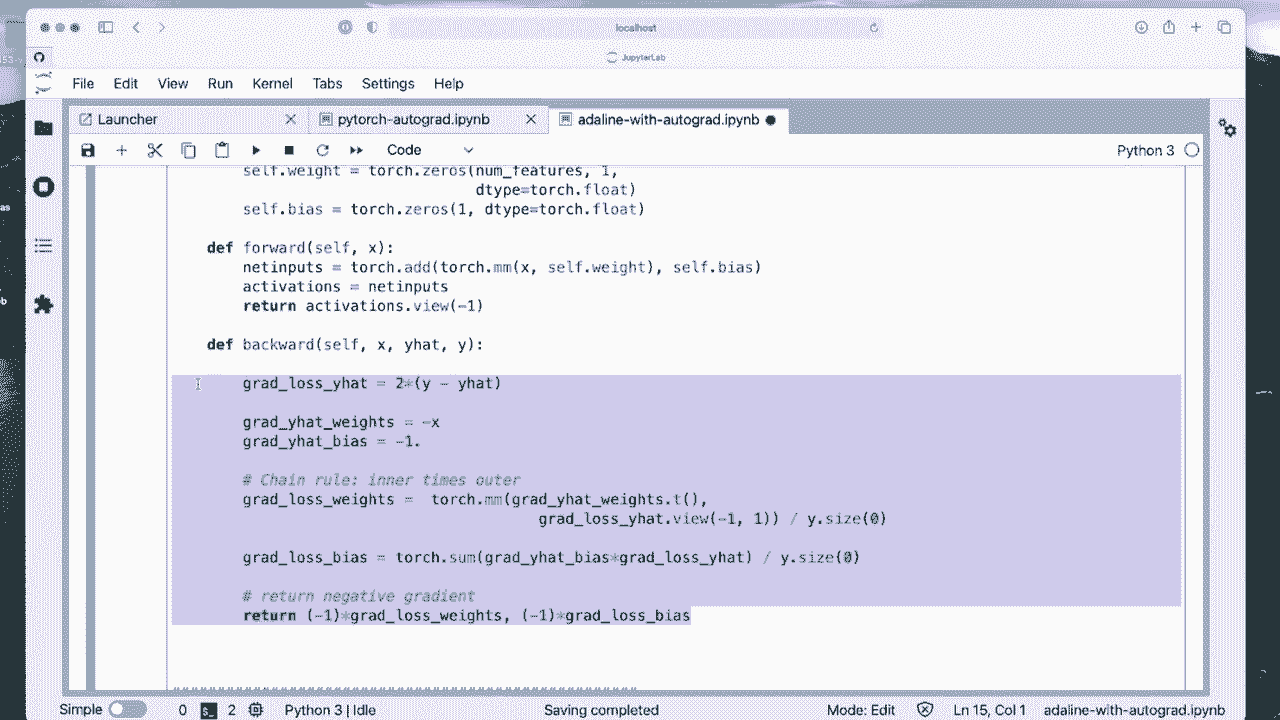 localhost
JupyterLab
File Edit View Run Kernel Tabs Settings Help
Launcher pytorch-autograd.ipynb adaline-with-autograd.ipynb
Code Python 3
self.weight = torch.zeros(num_features, 1,
dtype=torch.float)
self.bias = torch.zeros(1, dtype=torch.float)
def forward(self, x):
netinputs = torch.add(torch.mm(x, self.weight), self.bias)
activations = netinputs
return activations.view(-1)
def backward(self, x, yhat, y):
grad_loss_yhat = 2*(y - yhat)
grad_yhat_weights = -x
grad_yhat_bias = -1.
# Chain rule: inner times outer
grad_loss_weights =  torch.mm(grad_yhat_weights.t(),
grad_loss_yhat.view(-1, 1)) / y.size(0)
grad_loss_bias = torch.sum(grad_yhat_bias*grad_loss_yhat) / y.size(0)
# return negative gradient
return (-1)*grad_loss_weights, (-1)*grad_loss_bias
Simple 0 2 Python 3 | Idle Saving completed Mode: Edit Ln 15, Col 1 adaline-with-autograd.ipynb